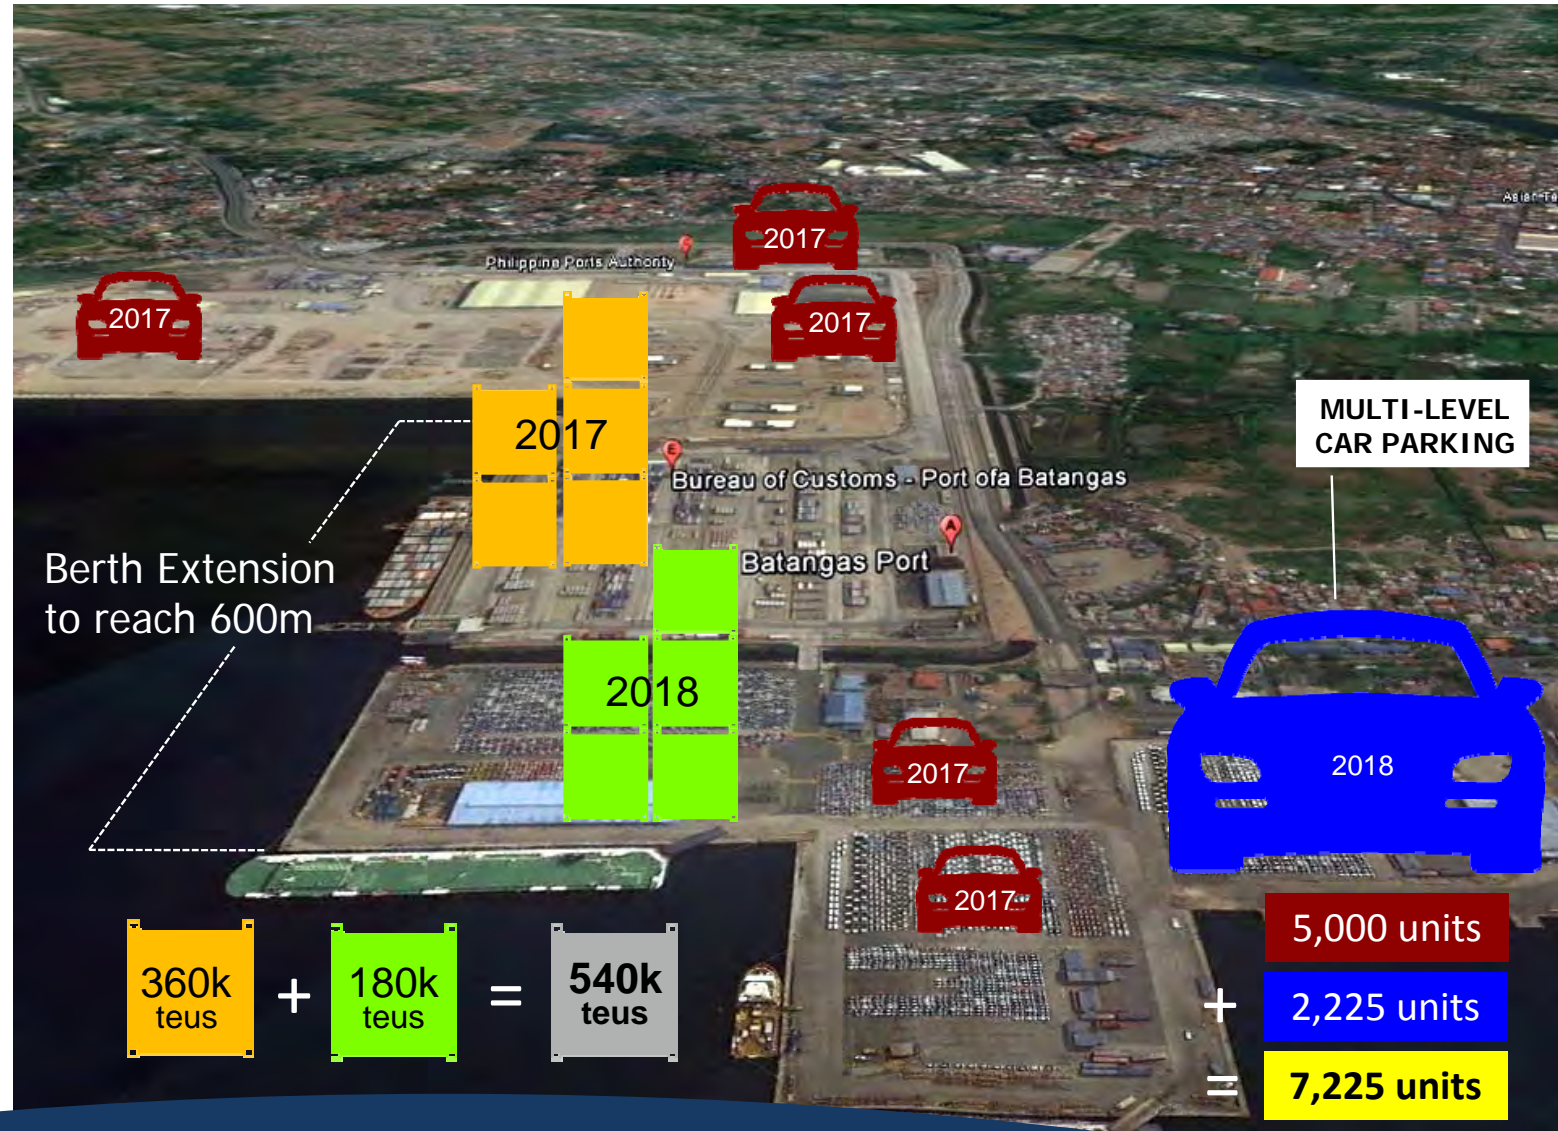 Asian Te
2017
Philippine Ports Authority
2017
2017
MULTI-LEVEL
CAR PARKING
2017
E
Bureau of Customs - Port ofa Batangas
A
Batangas Port
Berth Extension
to reach 600m
2018
2017
2018
2017
5,000 units
360k
teus
+
180k
teus
=
540k
teus
+
2,225 units
=
7,225 units